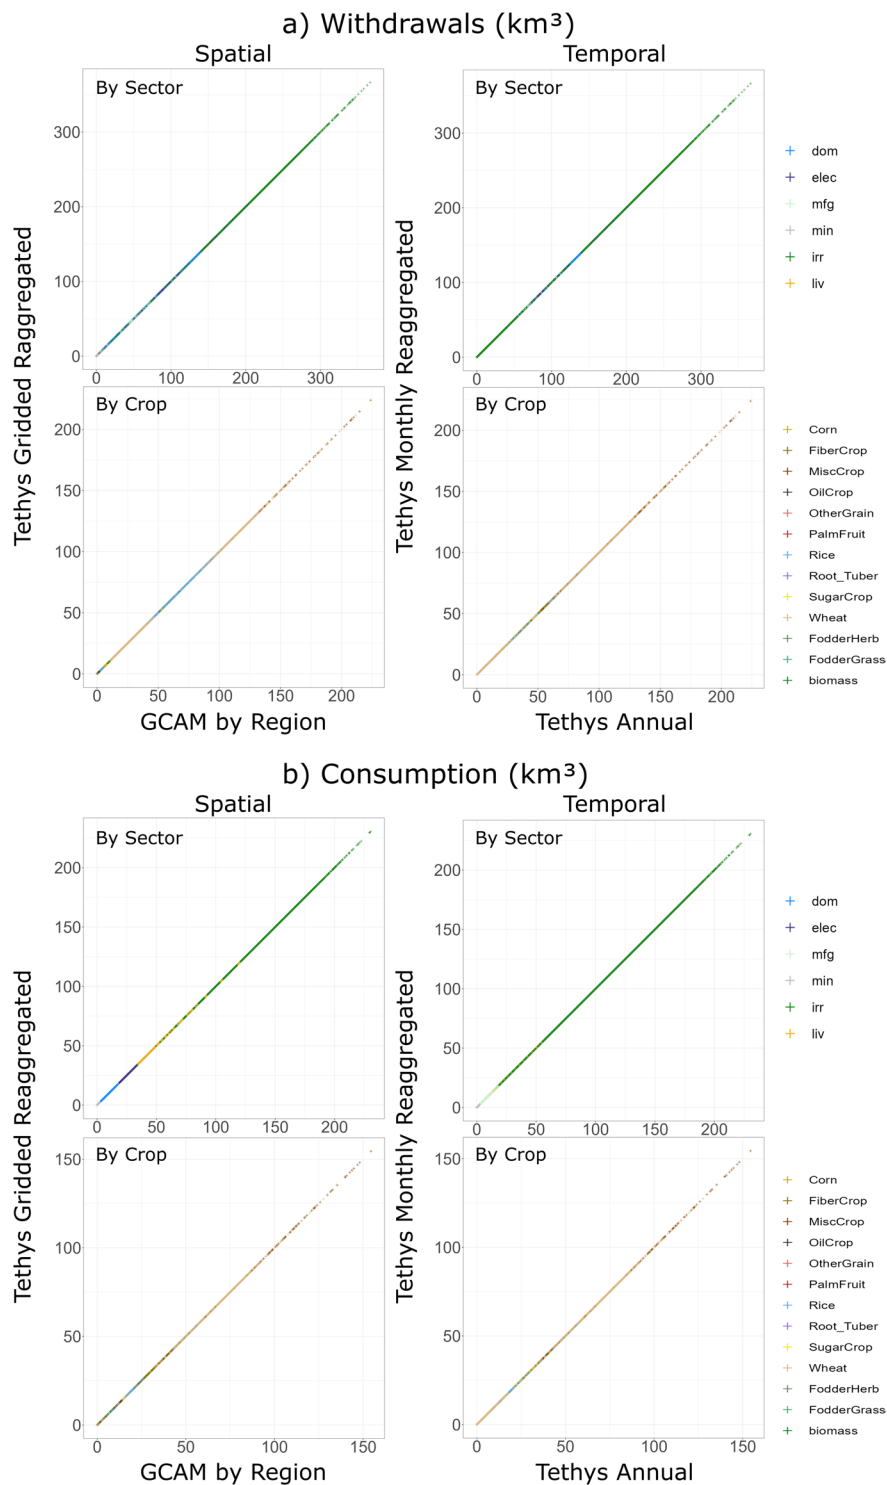 a) Withdrawals (km³)
Spatial
Temporal
Tethys Gridded Raggregated
By Sector
300
200
100
0
0 100 200 300
By Crop
200
150
100
50
0
0 50 100 150 200
GCAM by Region
Tethys Monthly Reaggregated
By Sector
300
200
100
0
0 100 200 300
By Crop
200
150
100
50
0
0 50 100 150 200
Tethys Annual
dom
elec
mfg
min
irr
liv
Corn
FiberCrop
MiscCrop
OilCrop
OtherGrain
PalmFruit
Rice
Root_Tuber
SugarCrop
Wheat
FodderHerb
FodderGrass
biomass
b) Consumption (km³)
Spatial
Temporal
Tethys Gridded Reaggregated
By Sector
200
150
100
50
0
0 50 100 150 200
By Crop
150
100
50
0
0 50 100 150
GCAM by Region
Tethys Monthly Reaggregated
By Sector
200
150
100
50
0
0 50 100 150 200
By Crop
150
100
50
0
0 50 100 150
Tethys Annual
dom
elec
mfg
min
irr
liv
Corn
FiberCrop
MiscCrop
OilCrop
OtherGrain
PalmFruit
Rice
Root_Tuber
SugarCrop
Wheat
FodderHerb
FodderGrass
biomass